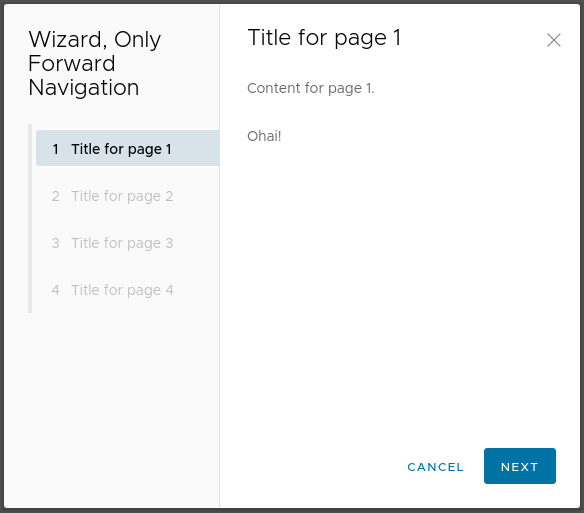 Wizard, Only
Forward
Navigation
1 Title for page 1
2 Title for page 2
3 Title for page 3
4 Title for page 4
Title for page 1
Content for page 1.
Ohai!
CANCEL
NEXT